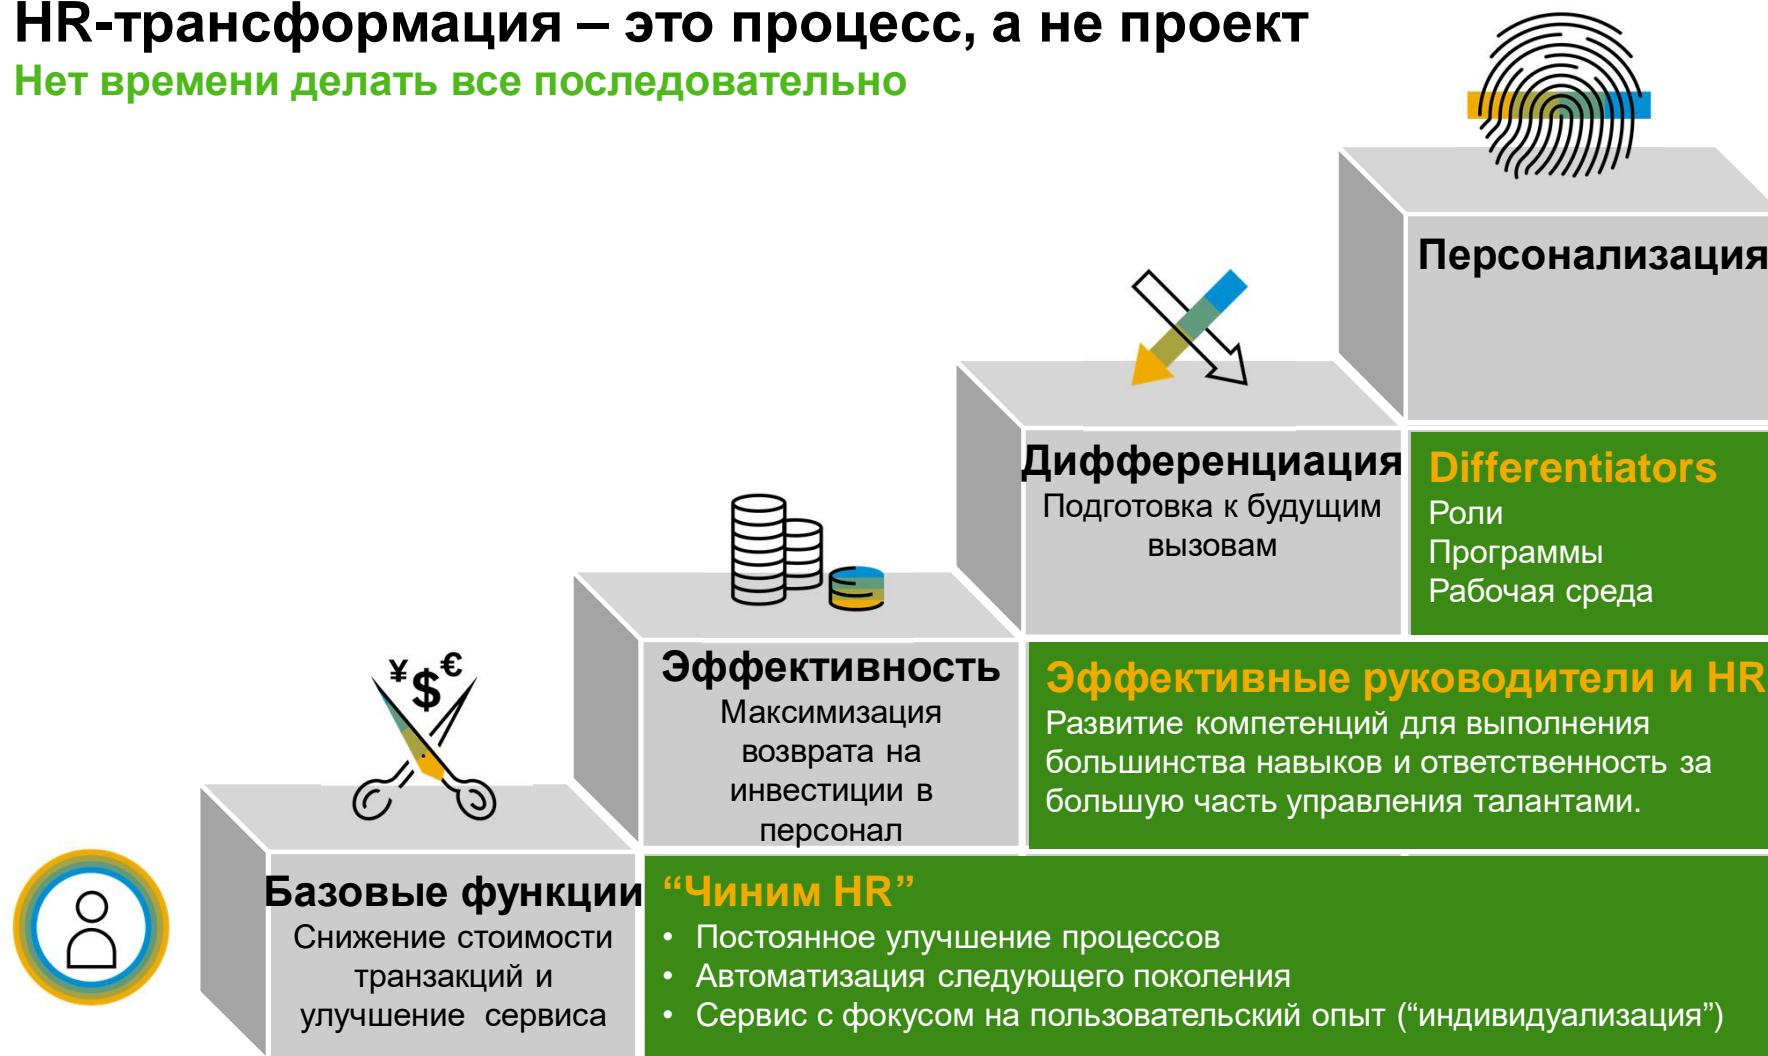 HR-трансформация – это процесс, а не проект
Нет времени делать все последовательно
Персонализация
Дифференциация
Подготовка к будущим
вызовам
Differentiators
Роли
Программы
Рабочая среда
Эффективность
Максимизация
возврата на
инвестиции в
персонал
Эффективные руководители и HR
Развитие компетенций для выполнения
большинства навыков и ответственность за
большую часть управления талантами.
¥$€
Базовые функции
Снижение стоимости
транзакций и
улучшение сервиса
“Чиним HR”
• Постоянное улучшение процессов
• Автоматизация следующего поколения
• Сервис с фокусом на пользовательский опыт (“индивидуализация”)